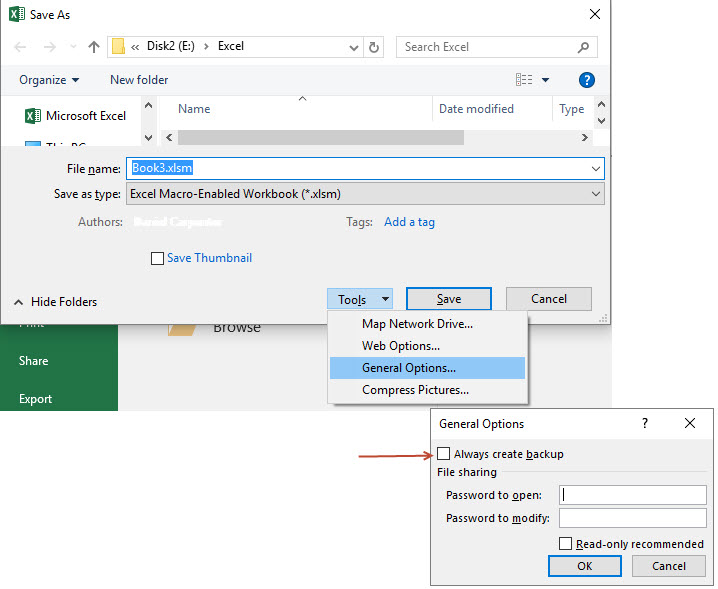 Save As
« Disk2 (E:) > Excel
Search Excel
Organize
New folder
?
Microsoft Excel
Name
Date modified
Type
File name: Book3.xlsm
Save as type: Excel Macro-Enabled Workbook (*.xlsm)
Authors:
Tags: Add a tag
Save Thumbnail
Hide Folders
Tools
Save
Cancel
Map Network Drive...
Web Options...
General Options...
Compress Pictures...
Print
Browse
Share
Export
General Options
?
Always create backup
File sharing
Password to open:
Password to modify:
Read-only recommended
OK
Cancel